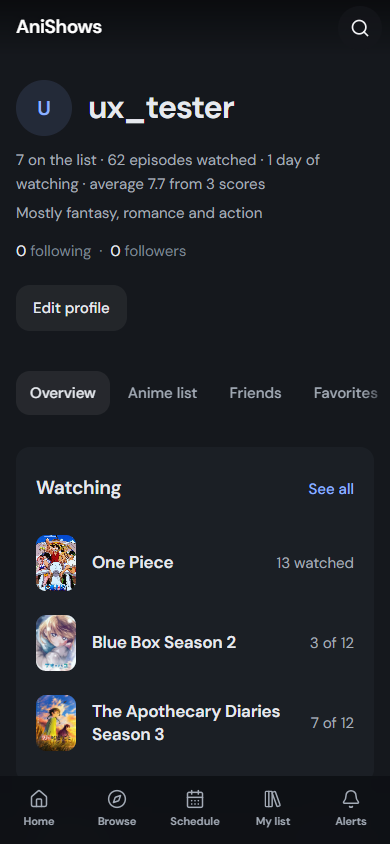 AniShows
U
ux_tester
7 on the list · 62 episodes watched · 1 day of
watching · average 7.7 from 3 scores
Mostly fantasy, romance and action
0 following · 0 followers
Edit profile
Overview Anime list Friends Favorites
Watching See all
One Piece 13 watched
Blue Box Season 2 3 of 12
The Apothecary Diaries
Season 3 7 of 12
Home Browse Schedule My list Alerts